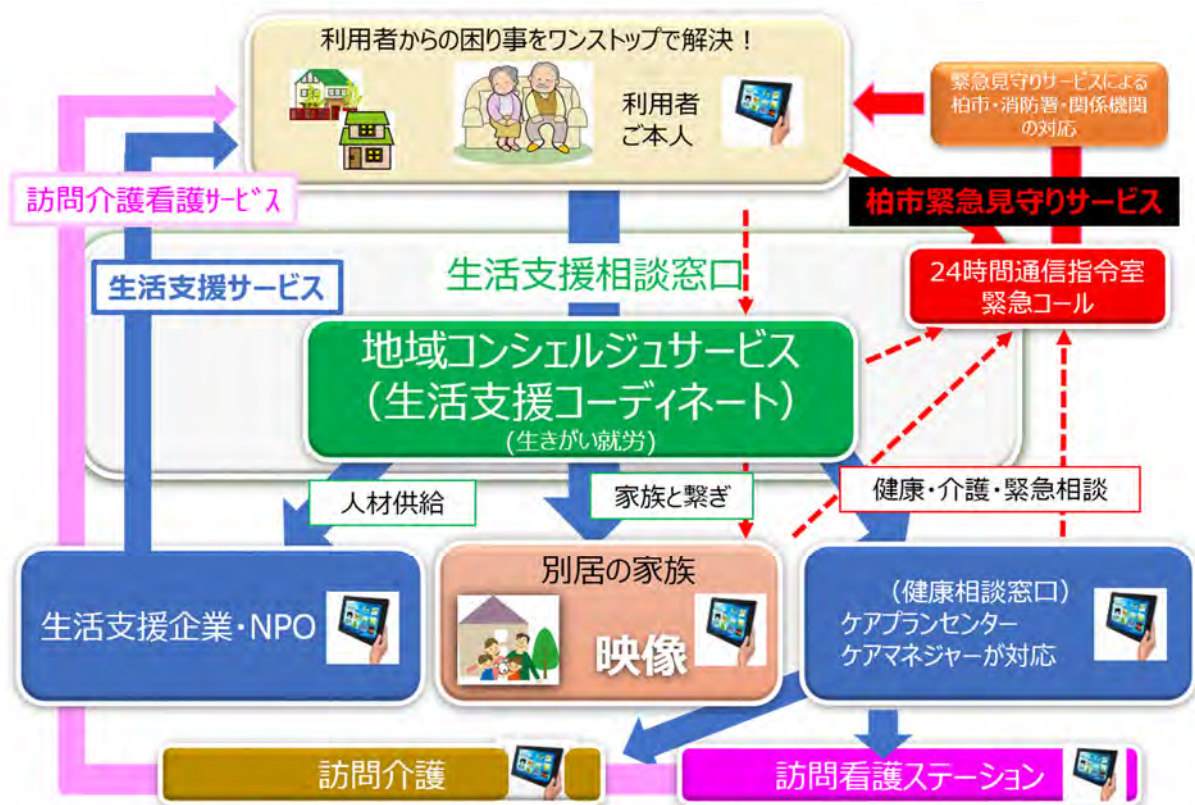 利用者からの困り事をワンストップで解決！
利用者
ご本人
緊急見守りサービスによる
柏市・消防署・関係機関
の対応
訪問介護看護ｻｰﾋﾞｽ
柏市緊急見守りサービス
生活支援サービス
生活支援相談窓口
24時間通信指令室
緊急コール
地域コンシェルジュサービス
（生活支援コーディネート）
(生きがい就労)
人材供給
家族と繋ぎ
健康・介護・緊急相談
生活支援企業・NPO
別居の家族
映像
（健康相談窓口）
ケアプランセンター
ケアマネジャーが対応
訪問介護
訪問看護ステーション